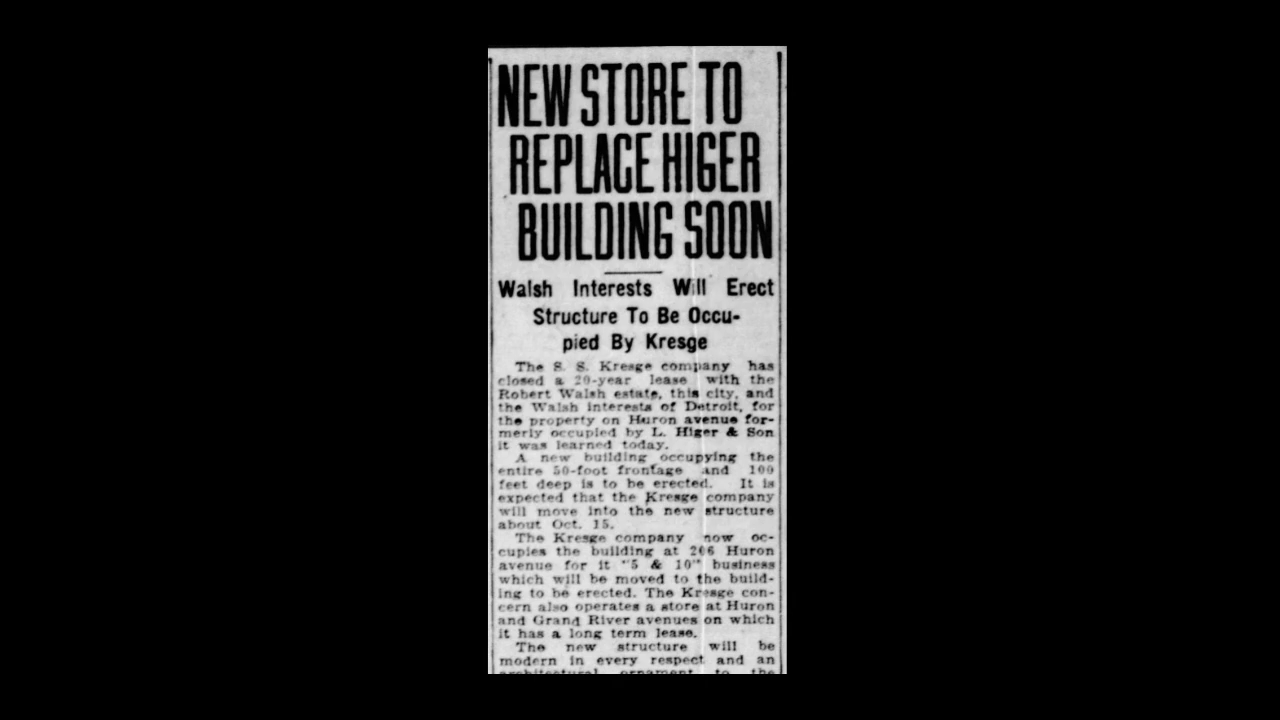 NEW STORE TO
REPLACE HIGER
BUILDING SOON
Walsh Interests Will Erect
Structure To Be Occu-
pied By Kresge
The S. S. Kresge company has
closed a 20-year lease with the
Robert Walsh estate, this city, and
the Walsh interests of Detroit, for
the property on Huron avenue for-
merly occupied by L. Higer & Son
it was learned today.
A new building occupying the
entire 50-foot frontage and 100
feet deep is to be erected. It is
expected that the Kresge company
will move into the new structure
about Oct. 15.
The Kresge company now oc-
cupies the building at 206 Huron
avenue for it "5 & 10" business
which will be moved to the build-
ing to be erected. The Kresge con-
cern also operates a store at Huron
and Grand River avenues on which
it has a long term lease.
The new structure will be
modern in every respect and an
architectural ornament to the